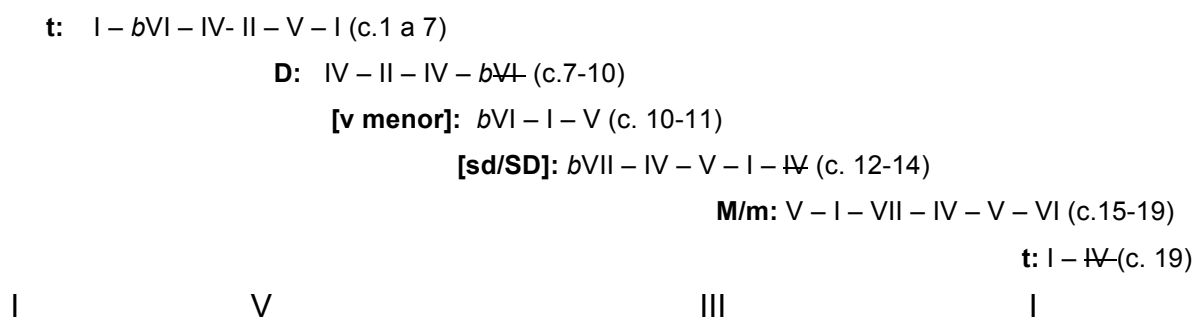 t: I – bVI – IV- II – V – I (c.1 a 7)
D: IV – II – IV – bVI (c.7-10)
[v menor]: bVI – I – V (c. 10-11)
[sd/SD]: bVII – IV – V – I – IV (c. 12-14)
M/m: V – I – VII – IV – V – VI (c.15-19)
t: I – IV (c. 19)
I V III I